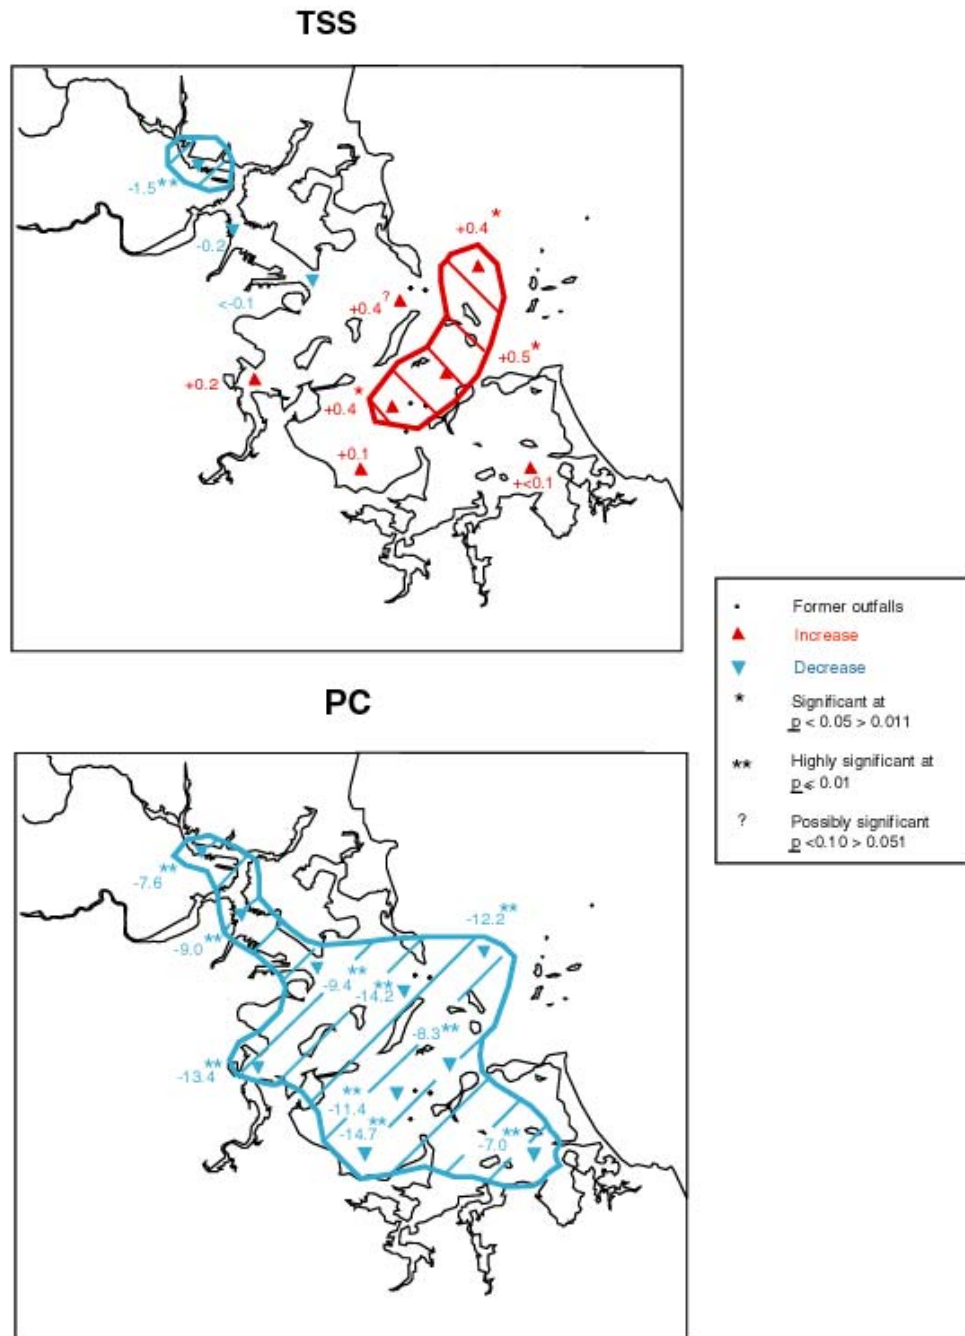 TSS
+0.4*
-1.5**
-0.2
<-0.1
+0.4?
+0.5*
+0.2
+0.4*
+0.1
+<0.1
Former outfalls
Increase
Decrease
* Significant at
p < 0.05 > 0.011
** Highly significant at
p ≤ 0.01
? Possibly significant
p <0.10 > 0.051
PC
-7.6**
-12.2**
-9.0**
-9.4**
-14.2**
-8.3**
-13.4**
-11.4**
-14.7**
-7.0**